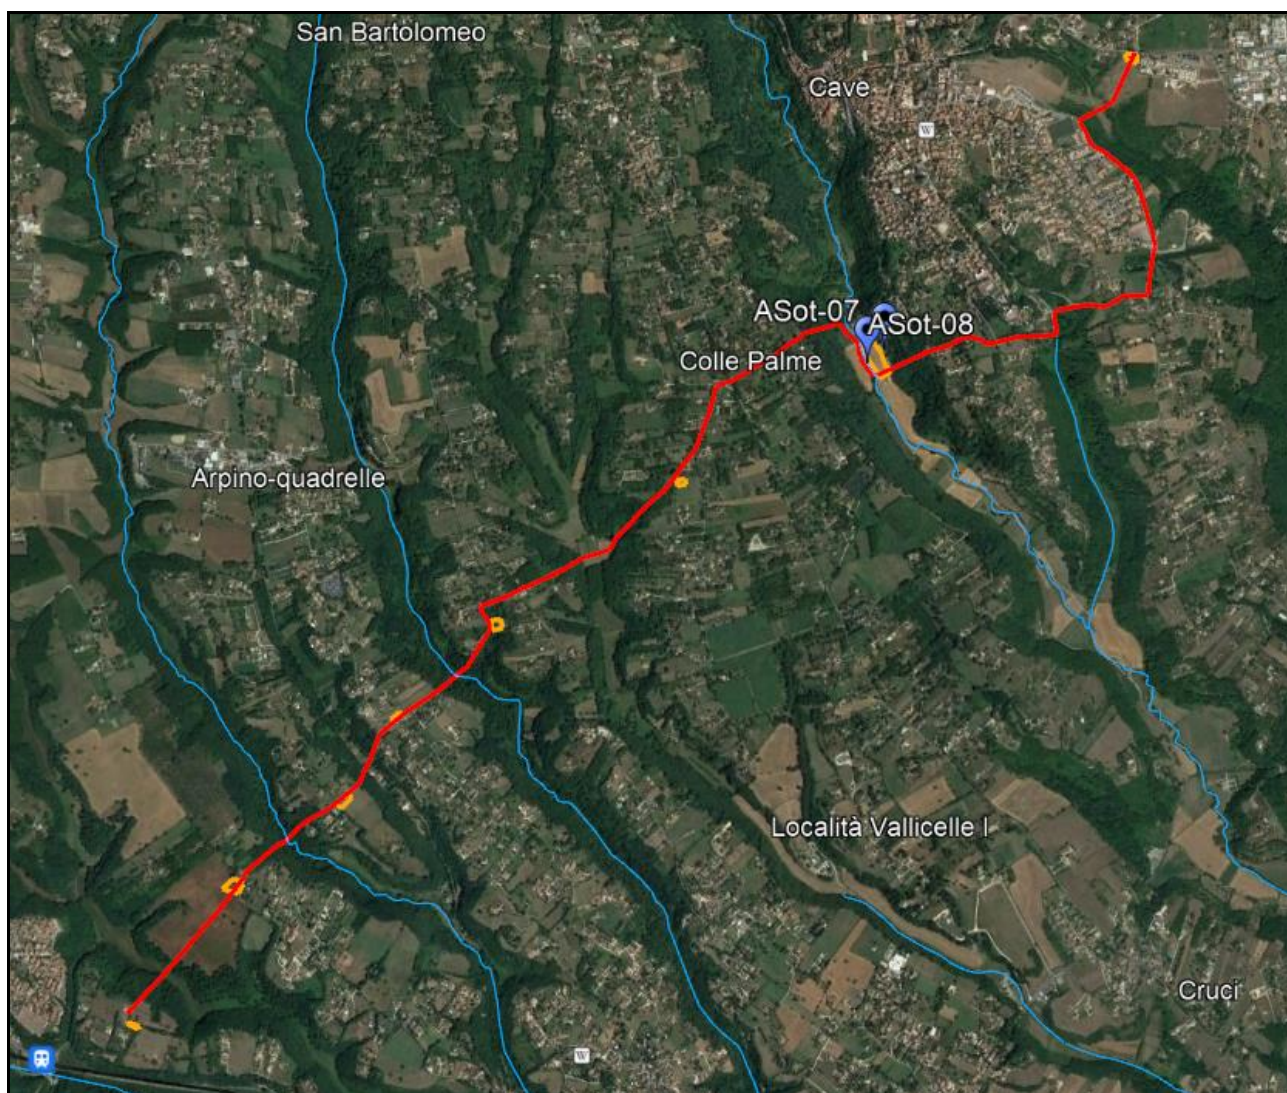 San Bartolomeo
Cave
W
ASot-07
ASot-08
Colle Palme
Arpino-quadrelle
Località Vallicelle I
Cruci
W